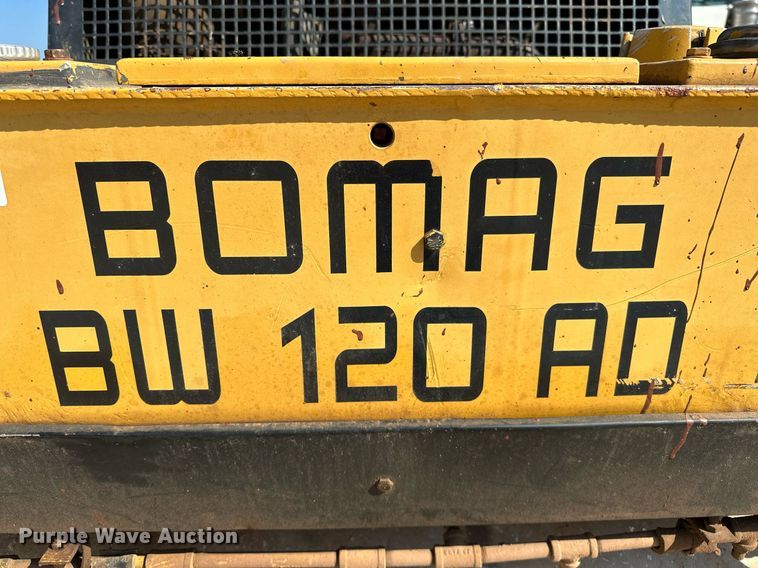 BOMAG
BW 120 AD
Purple Wave Auction